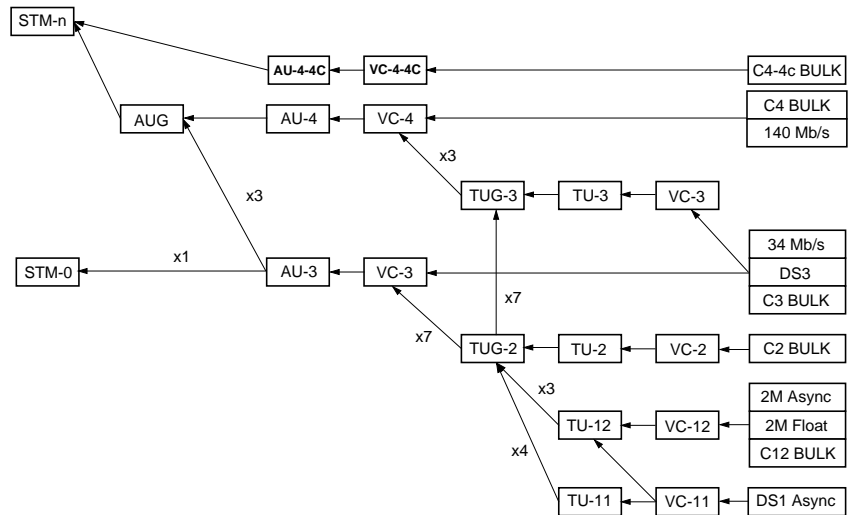 STM-n
AU-4-4C
VC-4-4C
C4-4c BULK
C4 BULK
AUG
AU-4
VC-4
140 Mb/s
x3
TUG-3
TU-3
VC-3
x3
34 Mb/s
x1
STM-0
AU-3
VC-3
DS3
x7
C3 BULK
x7
TUG-2
TU-2
VC-2
C2 BULK
x3
2M Async
TU-12
VC-12
2M Float
x4
C12 BULK
TU-11
VC-11
DS1 Async